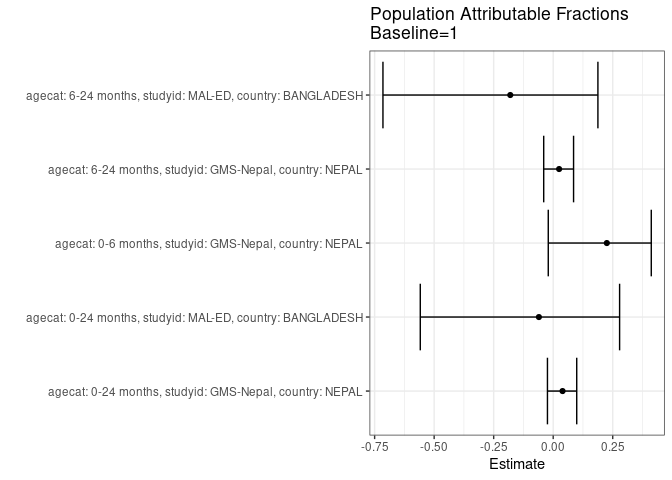 Population Attributable Fractions
Baseline=1
agecat: 6-24 months, studyid: MAL-ED, country: BANGLADESH
agecat: 6-24 months, studyid: GMS-Nepal, country: NEPAL
agecat: 0-6 months, studyid: GMS-Nepal, country: NEPAL
agecat: 0-24 months, studyid: MAL-ED, country: BANGLADESH
agecat: 0-24 months, studyid: GMS-Nepal, country: NEPAL
-0.75 -0.50 -0.25 0.00 0.25
Estimate